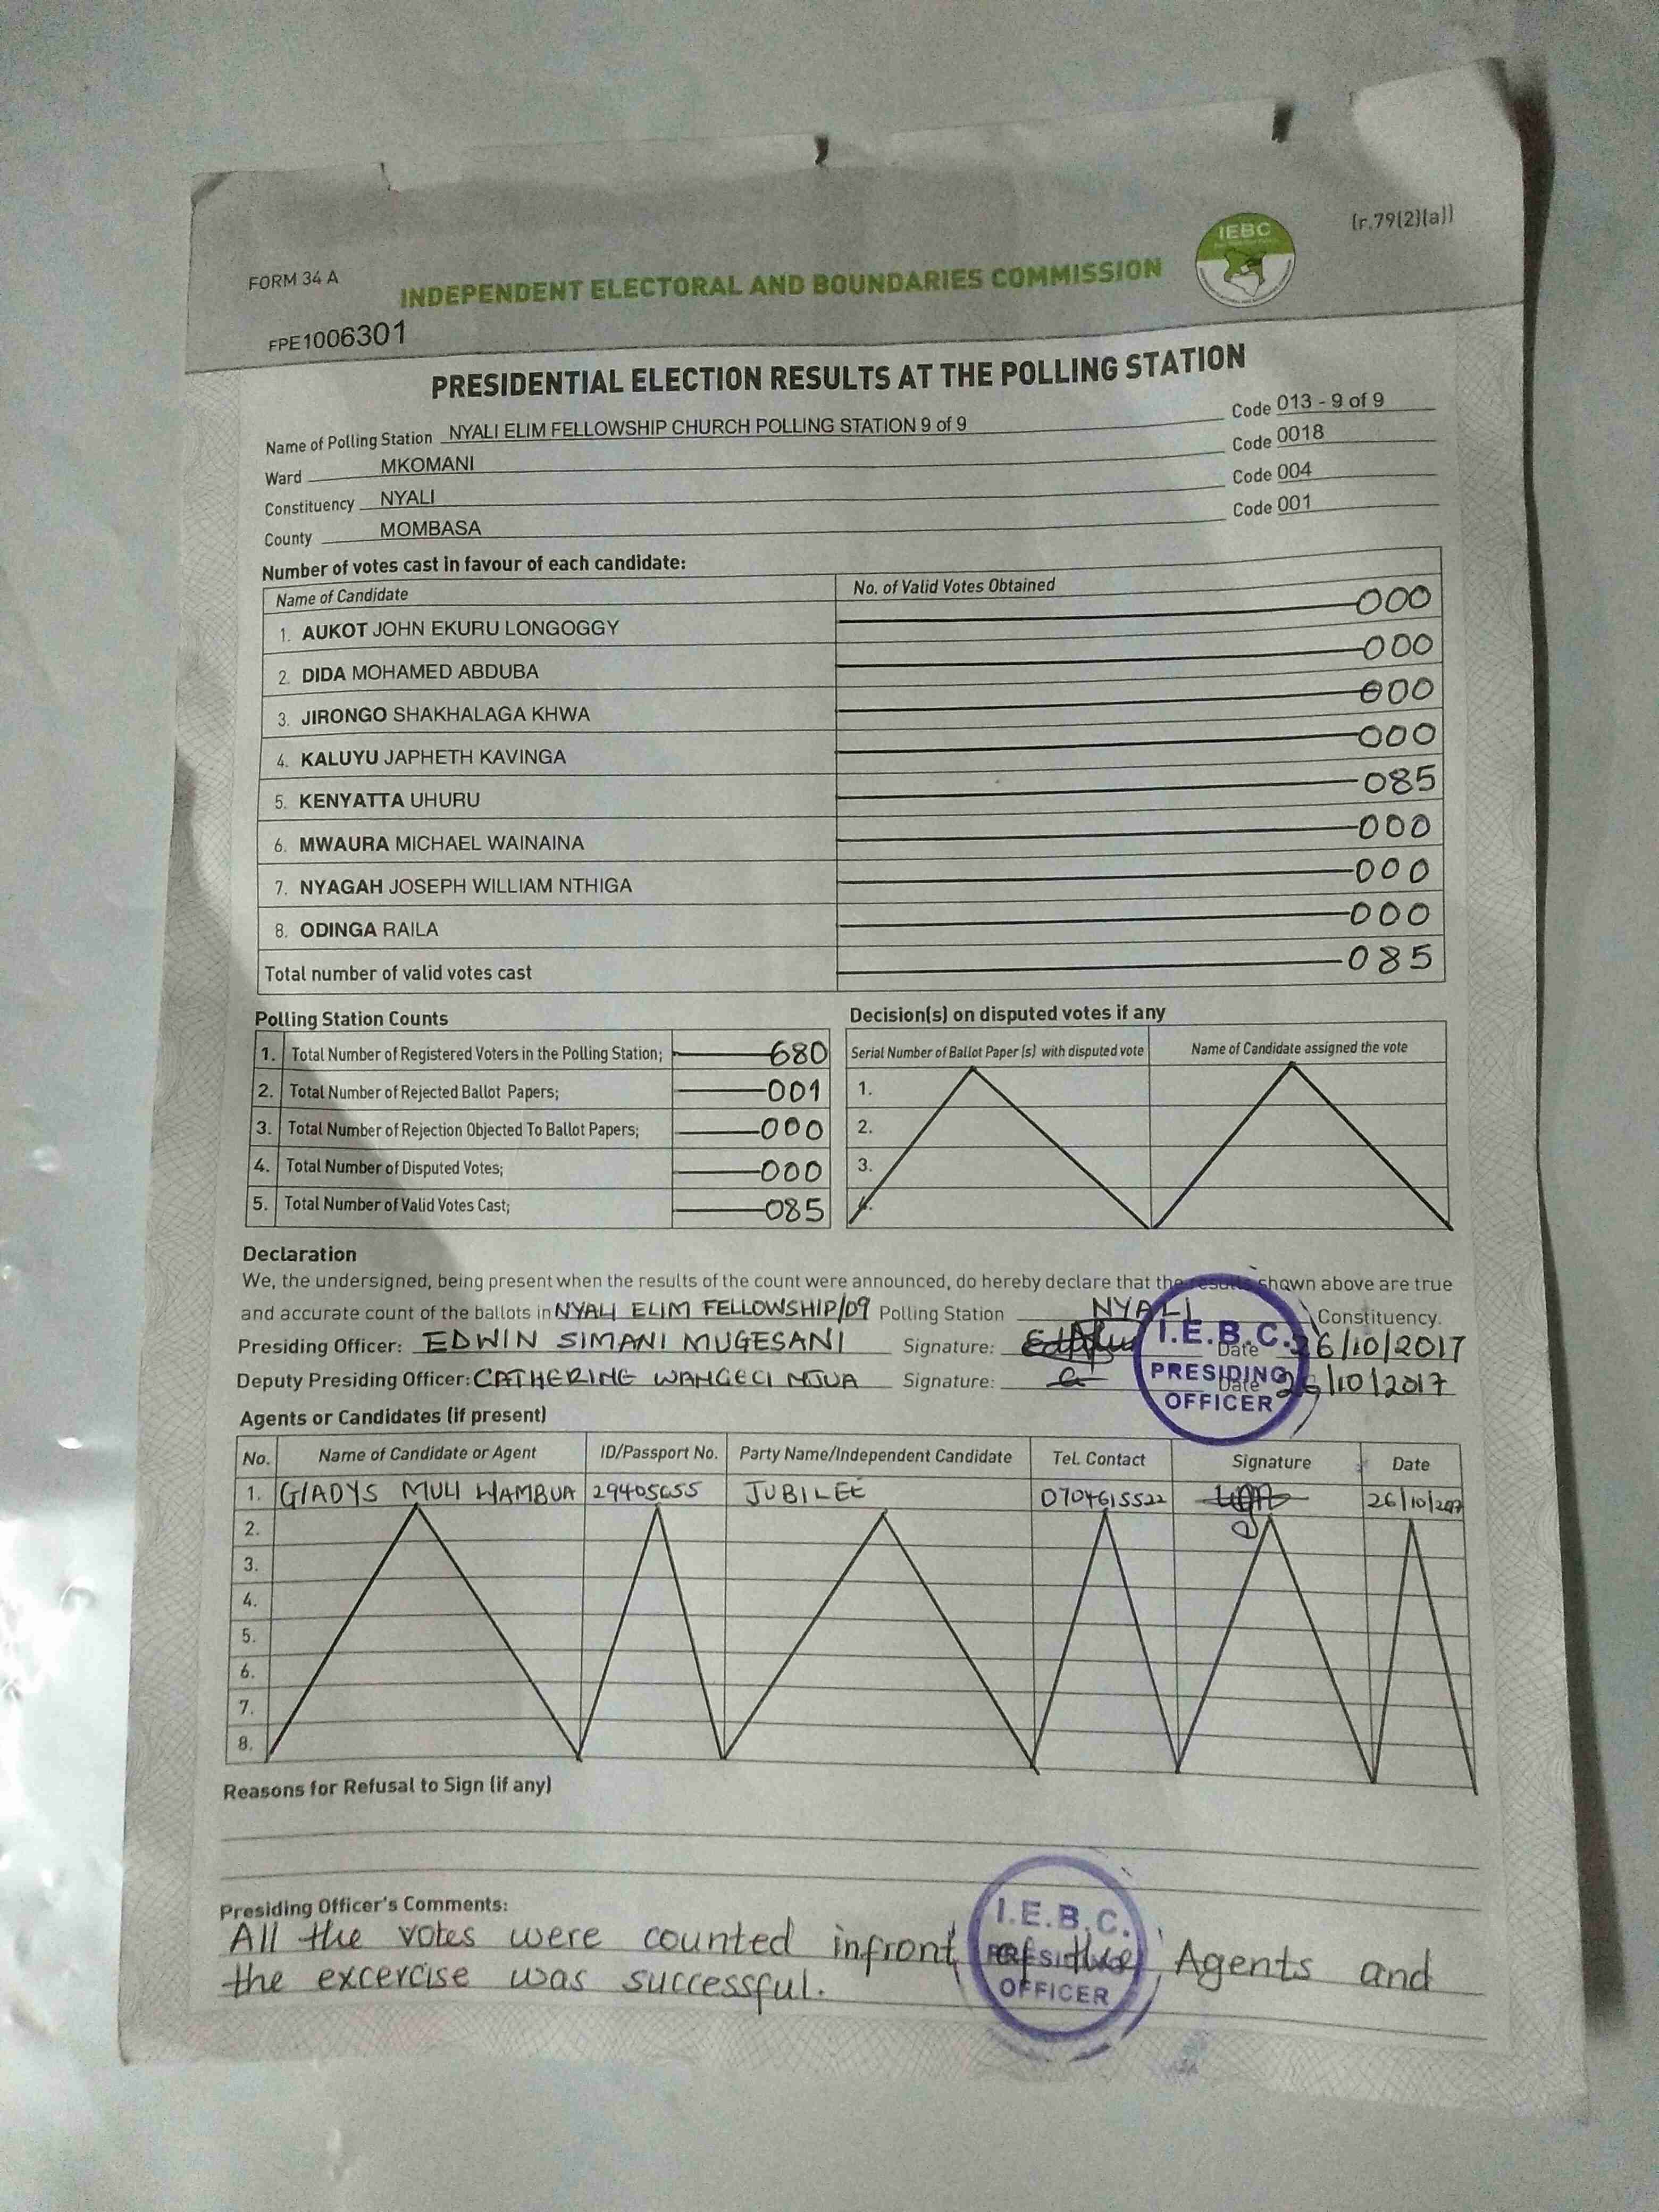 (r.79(2)(a))
IEBC
FORM 34 A
INDEPENDENT ELECTORAL AND BOUNDARIES COMMISSION
FPE1006301
PRESIDENTIAL ELECTION RESULTS AT THE POLLING STATION
Name of Polling Station NYALI ELIM FELLOWSHIP CHURCH POLLING STATION 9 of 9 Code 013 - 9 of 9
Ward MKOMANI Code 0018
Constituency NYALI Code 004
County MOMBASA Code 001
Number of votes cast in favour of each candidate:
Name of Candidate No. of Valid Votes Obtained
1. AUKOT JOHN EKURU LONGOGGY 000
2. DIDA MOHAMED ABDUBA 000
3. JIRONGO SHAKHALAGA KHWA 000
4. KALUYU JAPHETH KAVINGA 000
5. KENYATTA UHURU 085
6. MWAURA MICHAEL WAINAINA 000
7. NYAGAH JOSEPH WILLIAM NTHIGA 000
8. ODINGA RAILA 000
Total number of valid votes cast 085
Polling Station Counts
1. Total Number of Registered Voters in the Polling Station; 680
2. Total Number of Rejected Ballot Papers; 001
3. Total Number of Rejection Objected To Ballot Papers; 000
4. Total Number of Disputed Votes; 000
5. Total Number of Valid Votes Cast; 085
Decision(s) on disputed votes if any
Serial Number of Ballot Paper (s) with disputed vote Name of Candidate assigned the vote
1.
2.
3.
4.
Declaration
We, the undersigned, being present when the results of the count were announced, do hereby declare that the results shown above are true
and accurate count of the ballots in NYALI ELIM FELLOWSHIP/09 Polling Station NYALI Constituency.
Presiding Officer: EDWIN SIMANI MUGESANI Signature: Date 26/10/2017
Deputy Presiding Officer: CATHERINE WANGECI NJUA Signature: Date 26/10/2017
I.E.B.C.
PRESIDING
OFFICER
Agents or Candidates (if present)
No. Name of Candidate or Agent ID/Passport No. Party Name/Independent Candidate Tel. Contact Signature Date
1. GLADYS MULI WAMBUA 29405655 JUBILEE 0704615522 26/10/2017
2.
3.
4.
5.
6.
7.
8.
Reasons for Refusal to Sign (if any)
Presiding Officer's Comments:
All the votes were counted infront of the Agents and
the excercise was successful.
I.E.B.C.
PRESIDING
OFFICER